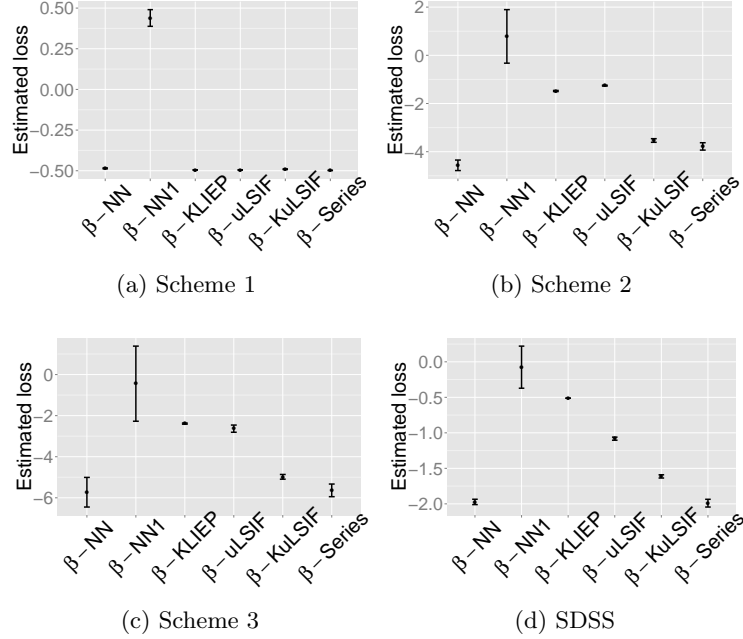 Estimated loss
0.50
0.25
0.00
−0.25
−0.50
β−NN
β−NN1
β−KLIEP
β−uLSIF
β−KuLSIF
β−Series
(a) Scheme 1
Estimated loss
2
0
−2
−4
β−NN
β−NN1
β−KLIEP
β−uLSIF
β−KuLSIF
β−Series
(b) Scheme 2
Estimated loss
0
−2
−4
−6
β−NN
β−NN1
β−KLIEP
β−uLSIF
β−KuLSIF
β−Series
(c) Scheme 3
Estimated loss
0.0
−0.5
−1.0
−1.5
−2.0
β−NN
β−NN1
β−KLIEP
β−uLSIF
β−KuLSIF
β−Series
(d) SDSS